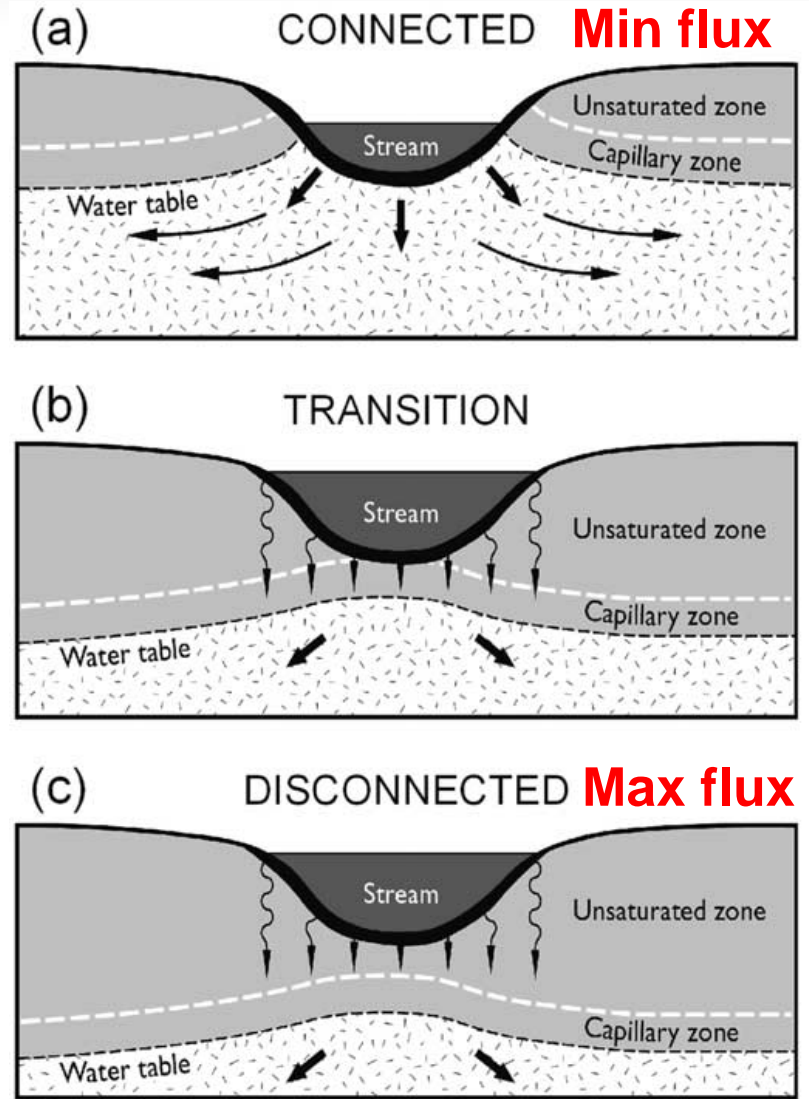 (a) CONNECTED Min flux
Unsaturated zone
Stream
Capillary zone
Water table
(b) TRANSITION
Stream
Unsaturated zone
Capillary zone
Water table
(c) DISCONNECTED Max flux
Stream
Unsaturated zone
Capillary zone
Water table